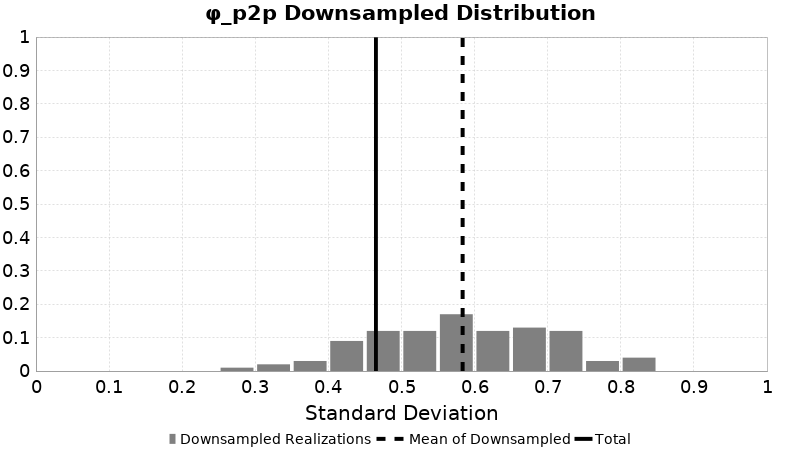 φ_p2p Downsampled Distribution
1
0.9
0.8
0.7
0.6
0.5
0.4
0.3
0.2
0.1
0
0 0.1 0.2 0.3 0.4 0.5 0.6 0.7 0.8 0.9 1
Standard Deviation
Downsampled Realizations Mean of Downsampled Total